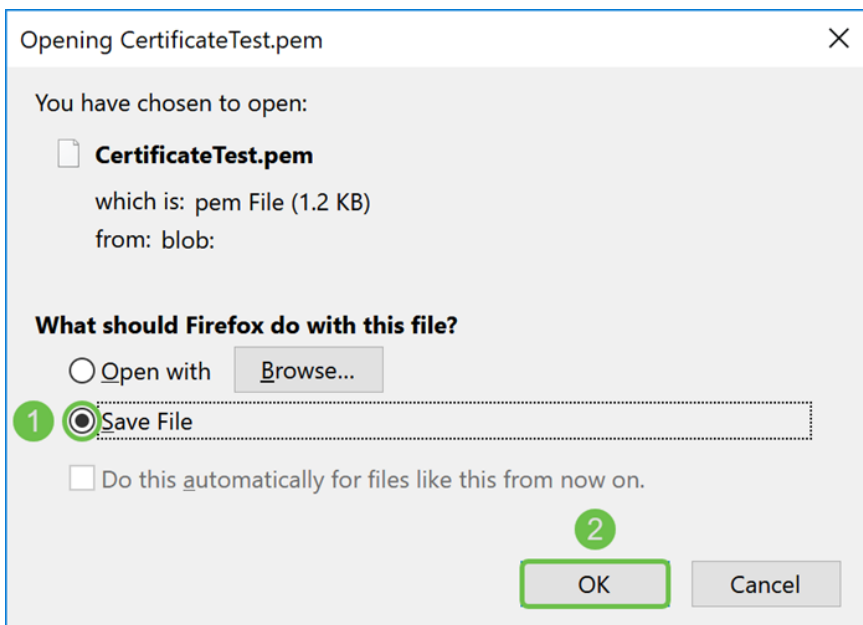 Opening CertificateTest.pem
You have chosen to open:
CertificateTest.pem
which is: pem File (1.2 KB)
from: blob:
What should Firefox do with this file?
Open with Browse...
1 Save File
Do this automatically for files like this from now on.
2
OK Cancel